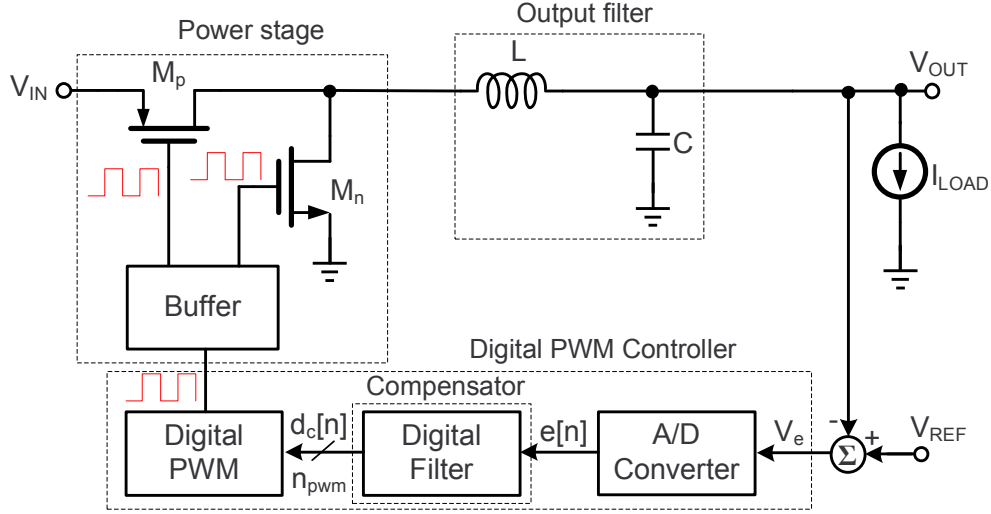 Power stage
Output filter
V_IN
M_p
L
V_OUT
C
M_n
I_LOAD
Buffer
Digital PWM Controller
Compensator
Digital
PWM
d_c[n]
n_pwm
Digital
Filter
e[n]
A/D
Converter
V_e
-
+
Σ
V_REF